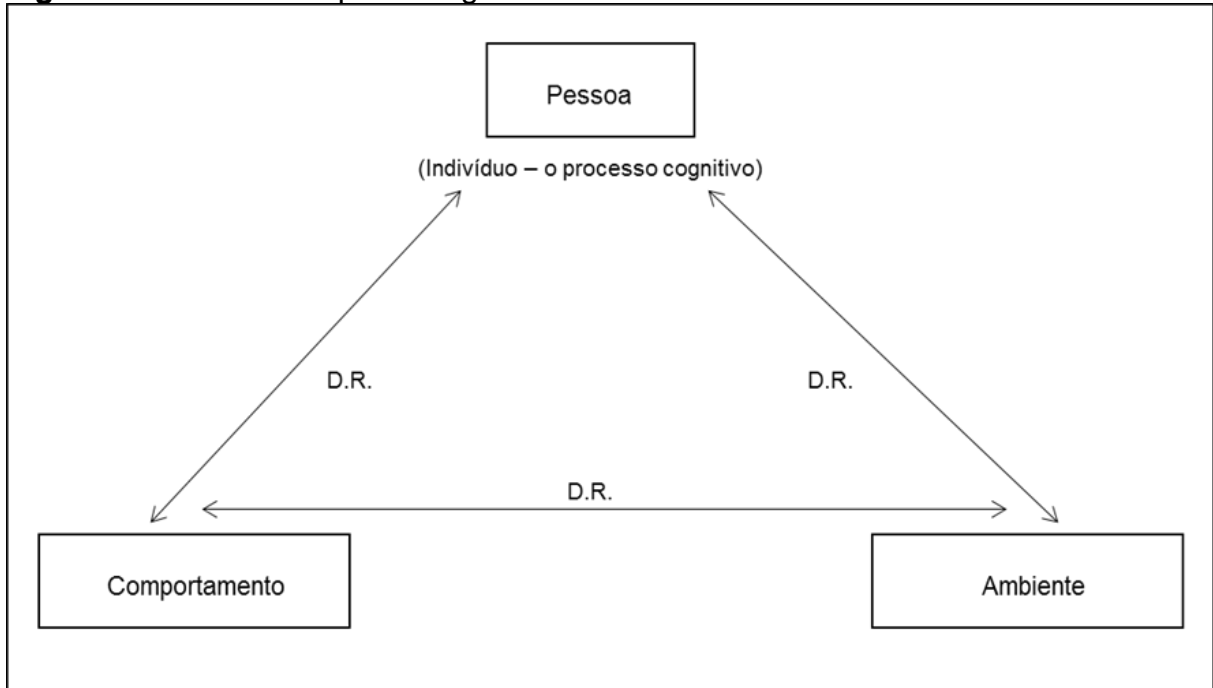 Pessoa
(Indivíduo – o processo cognitivo)
D.R.
D.R.
D.R.
Comportamento
Ambiente